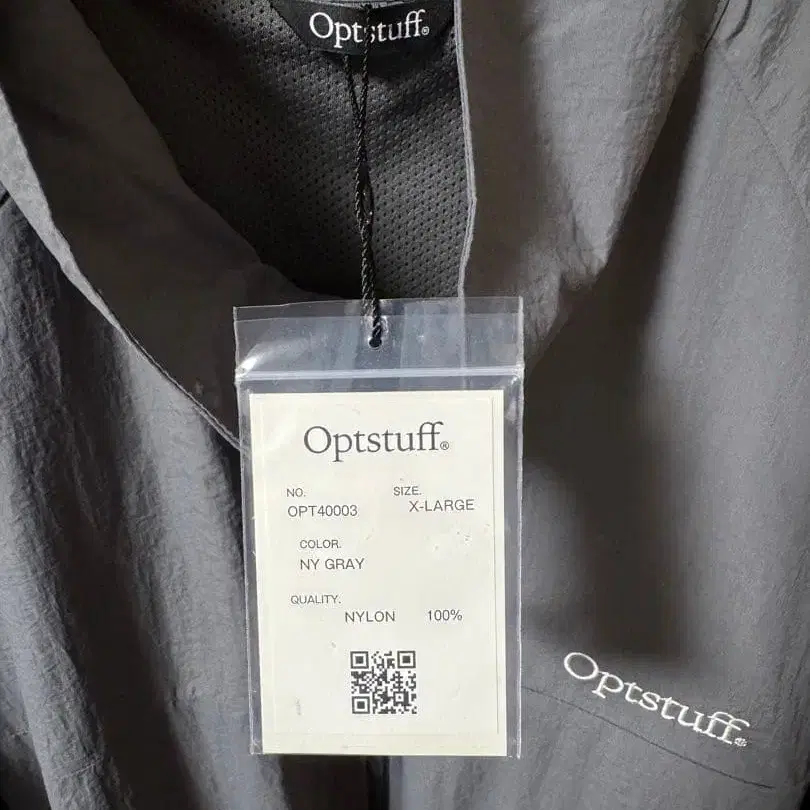 Optstuff®
Optstuff®
NO. SIZE.
OPT40003 X-LARGE
COLOR.
NY GRAY
QUALITY.
NYLON 100%
Optstuff®